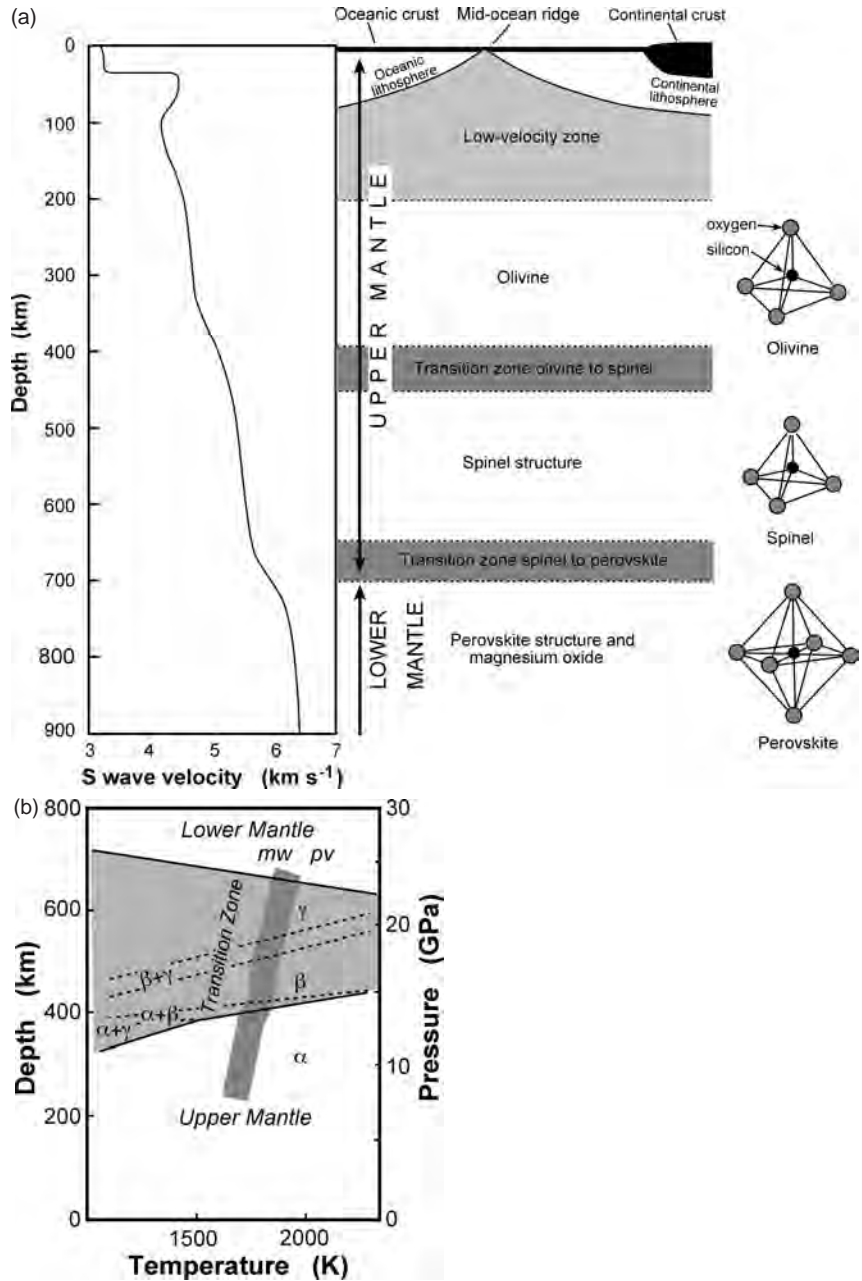 (a)
Oceanic crust
Mid-ocean ridge
Continental crust
Oceanic
lithosphere
Continental
lithosphere
Low-velocity zone
UPPER MANTLE
Olivine
Transition zone olivine to spinel
Spinel structure
Transition zone spinel to perovskite
LOWER
MANTLE
Perovskite structure and
magnesium oxide
oxygen
silicon
Olivine
Spinel
Perovskite
Depth (km)
0
100
200
300
400
500
600
700
800
900
3 4 5 6 7
S wave velocity (km s-1)
(b)
800
600
400
200
0
Depth
(km)
30
20
10
0
Pressure (GPa)
Lower Mantle
mw pv
Transition Zone
γ
β+γ
β
α+β
α+γ
α
Upper Mantle
1500 2000
Temperature (K)